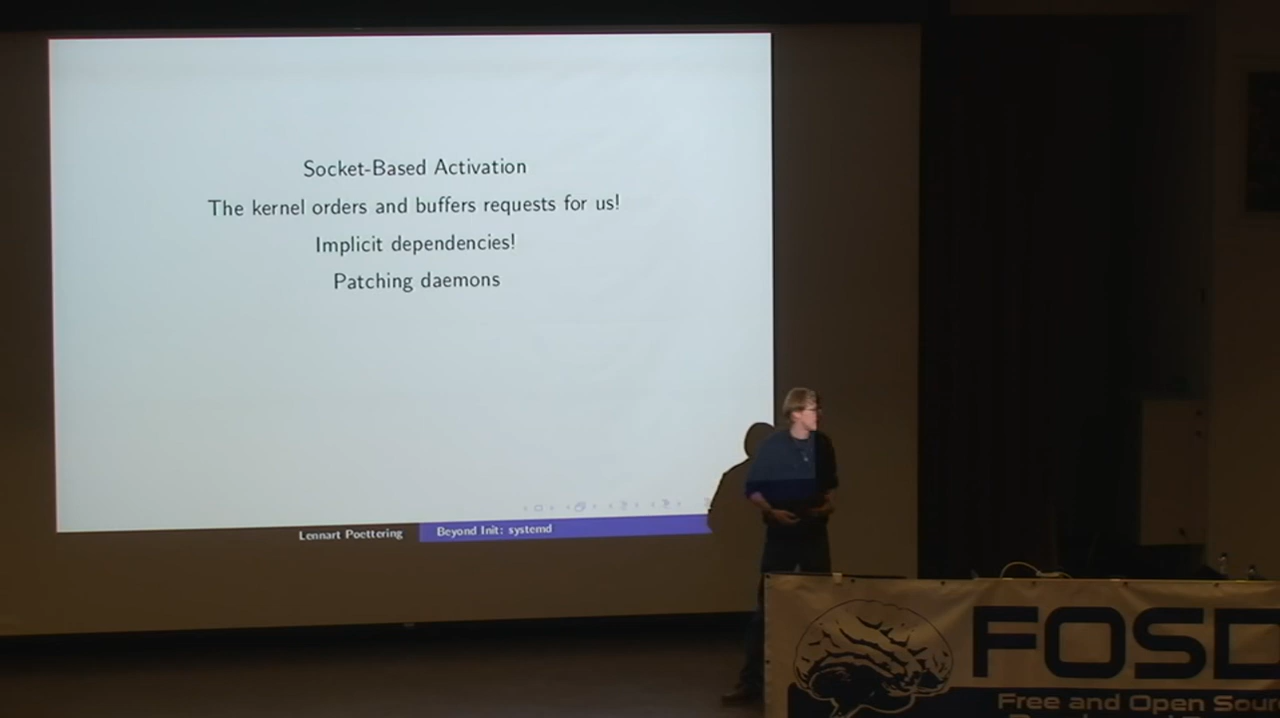 Socket-Based Activation
The kernel orders and buffers requests for us!
Implicit dependencies!
Patching daemons
Lennart Poettering
Beyond Init: systemd
FOSD
Free and Open Sour